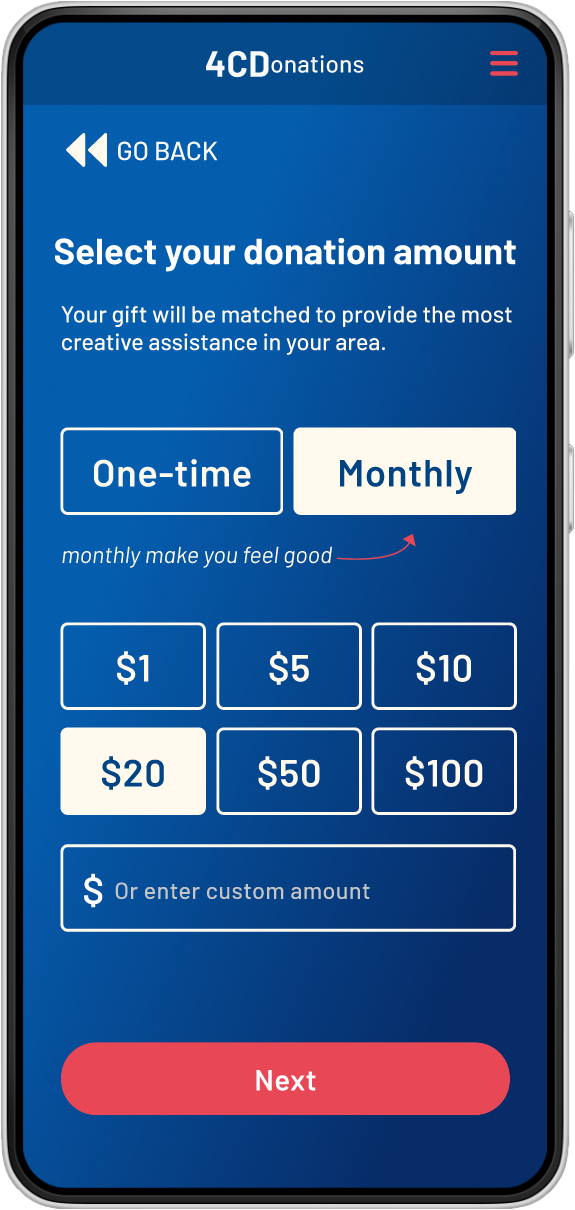 4CDonations
GO BACK
Select your donation amount
Your gift will be matched to provide the most
creative assistance in your area.
One-time Monthly
monthly make you feel good
$1 $5 $10
$20 $50 $100
$ Or enter custom amount
Next